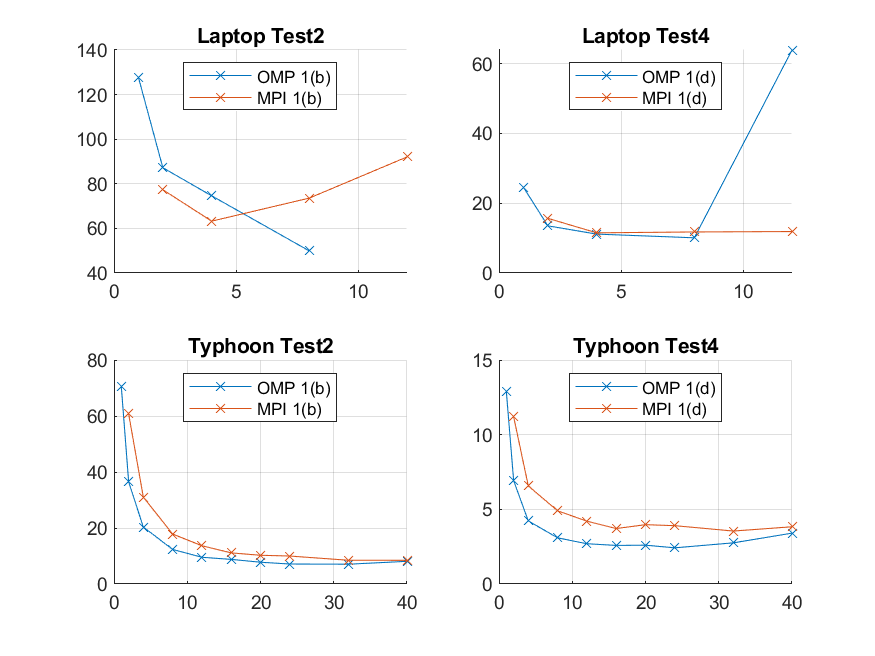 Laptop Test2
140
120
100
80
60
40
0
5
10
OMP 1(b)
MPI 1(b)
Laptop Test4
60
40
20
0
0
5
10
OMP 1(d)
MPI 1(d)
Typhoon Test2
80
60
40
20
0
0
10
20
30
40
OMP 1(b)
MPI 1(b)
Typhoon Test4
15
10
5
0
0
10
20
30
40
OMP 1(d)
MPI 1(d)